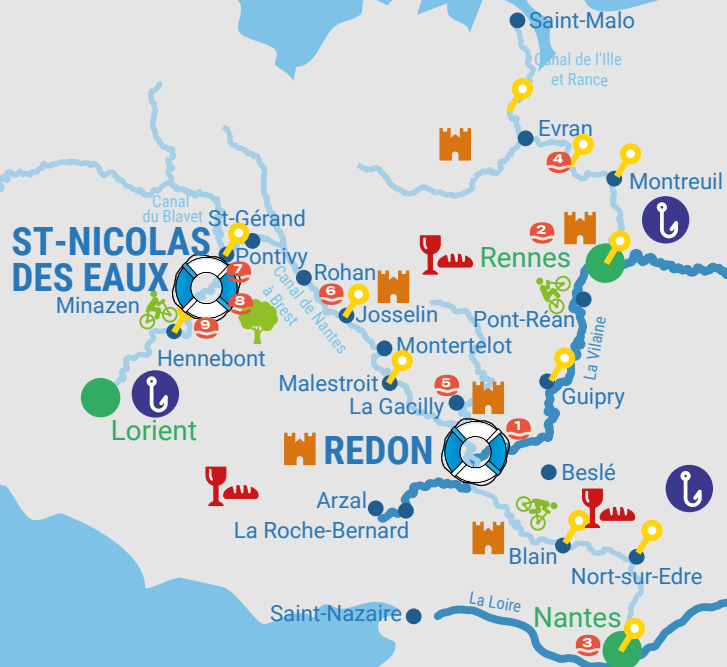 Saint-Malo
Canal de l'Ille
et Rance
Evran
4
Montreuil
Canal
du Blavet
St-Gérand
2
Rennes
ST-NICOLAS
DES EAUX
Pontivy
7
Rohan
Canal de Nantes
à Brest
6
Minazen
8
9
Josselin
Pont-Réan
La Vilaine
Hennebont
Montertelot
Malestroit
5
La Gacilly
Guipry
Lorient
1
REDON
Beslé
Arzal
La Roche-Bernard
Blain
Nort-sur-Edre
La Loire
Saint-Nazaire
Nantes
3